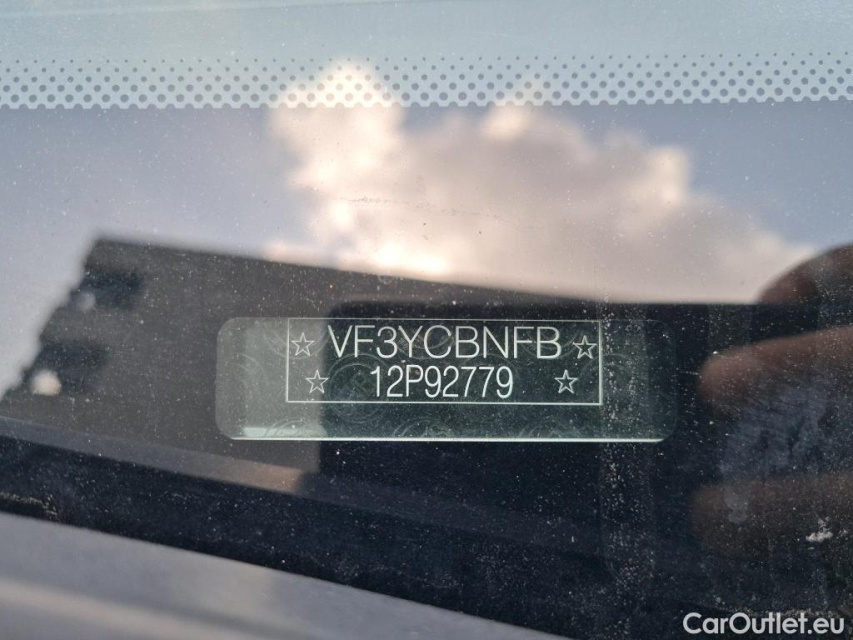 ☆ VF3YCBNFB ☆
☆ 12P92779 ☆
CarOutlet.eu